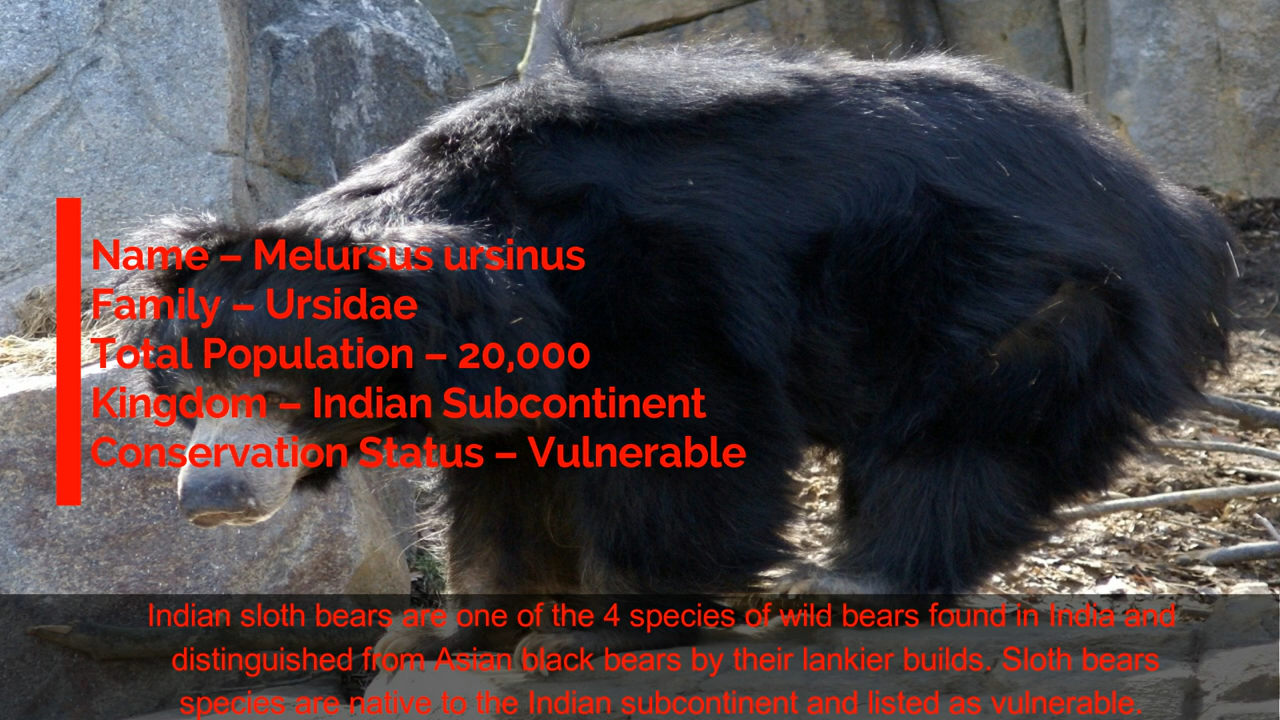 Name – Melursus ursinus
Family – Ursidae
Total Population – 20,000
Kingdom – Indian Subcontinent
Conservation Status – Vulnerable
Indian sloth bears are one of the 4 species of wild bears found in India and
distinguished from Asian black bears by their lankier builds. Sloth bears
species are native to the Indian subcontinent and listed as vulnerable.